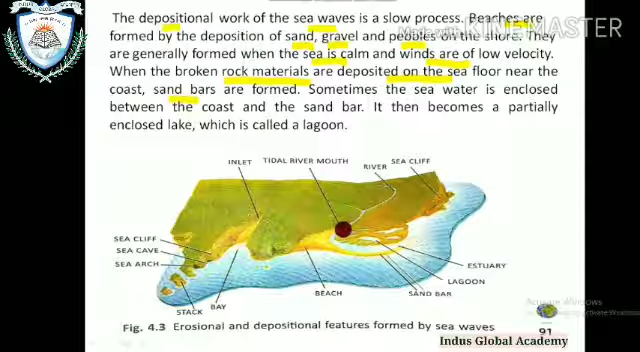 The depositional work of the sea waves is a slow process. Beaches are
formed by the deposition of sand, gravel and pebbles on the shore. They
are generally formed when the sea is calm and winds are of low velocity.
When the broken rock materials are deposited on the sea floor near the
coast, sand bars are formed. Sometimes the sea water is enclosed
between the coast and the sand bar. It then becomes a partially
enclosed lake, which is called a lagoon.
Made with KINEMASTER
INLET
TIDAL RIVER MOUTH
RIVER
SEA CLIFF
SEA CLIFF
SEA CAVE
SEA ARCH
STACK
BAY
BEACH
SAND BAR
LAGOON
ESTUARY
Fig. 4.3 Erosional and depositional features formed by sea waves
Activate Windows
91
Indus Global Academy